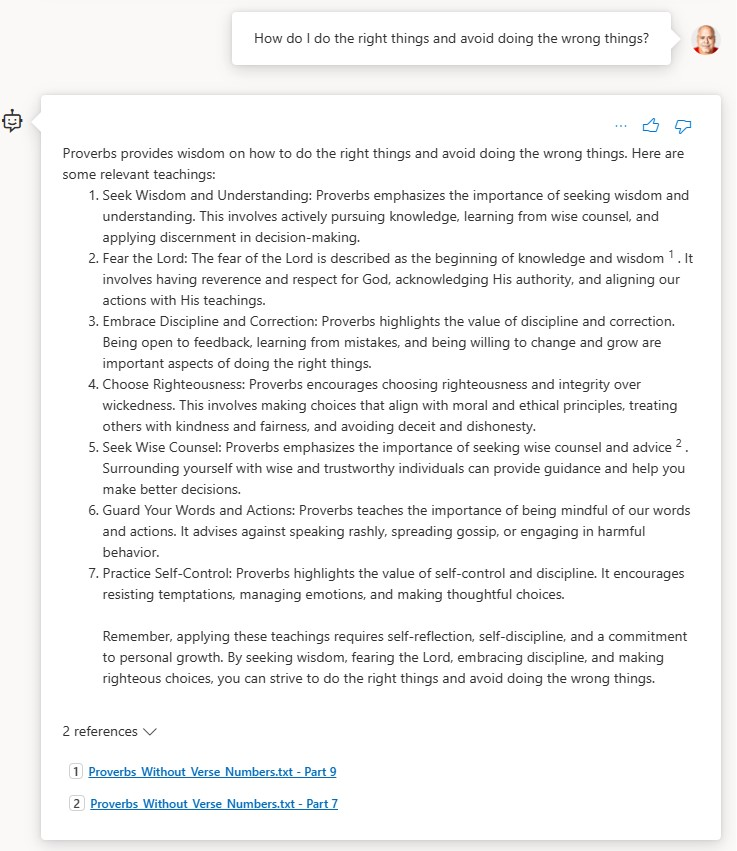 How do I do the right things and avoid doing the wrong things?
...
Proverbs provides wisdom on how to do the right things and avoid doing the wrong things. Here are
some relevant teachings:
1. Seek Wisdom and Understanding: Proverbs emphasizes the importance of seeking wisdom and
understanding. This involves actively pursuing knowledge, learning from wise counsel, and
applying discernment in decision-making.
2. Fear the Lord: The fear of the Lord is described as the beginning of knowledge and wisdom 1 . It
involves having reverence and respect for God, acknowledging His authority, and aligning our
actions with His teachings.
3. Embrace Discipline and Correction: Proverbs highlights the value of discipline and correction.
Being open to feedback, learning from mistakes, and being willing to change and grow are
important aspects of doing the right things.
4. Choose Righteousness: Proverbs encourages choosing righteousness and integrity over
wickedness. This involves making choices that align with moral and ethical principles, treating
others with kindness and fairness, and avoiding deceit and dishonesty.
5. Seek Wise Counsel: Proverbs emphasizes the importance of seeking wise counsel and advice 2 .
Surrounding yourself with wise and trustworthy individuals can provide guidance and help you
make better decisions.
6. Guard Your Words and Actions: Proverbs teaches the importance of being mindful of our words
and actions. It advises against speaking rashly, spreading gossip, or engaging in harmful
behavior.
7. Practice Self-Control: Proverbs highlights the value of self-control and discipline. It encourages
resisting temptations, managing emotions, and making thoughtful choices.
Remember, applying these teachings requires self-reflection, self-discipline, and a commitment
to personal growth. By seeking wisdom, fearing the Lord, embracing discipline, and making
righteous choices, you can strive to do the right things and avoid doing the wrong things.
2 references
1 Proverbs_Without_Verse_Numbers.txt - Part 9
2 Proverbs_Without_Verse_Numbers.txt - Part 7